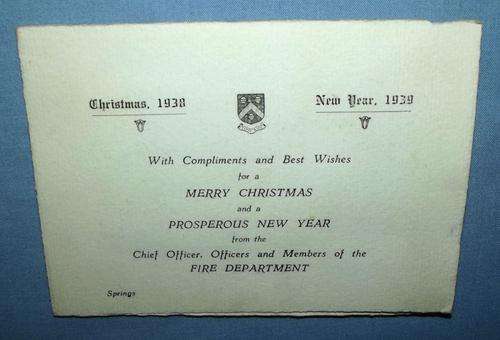 Christmas, 1938
New Year, 1939
With Compliments and Best Wishes
for a
MERRY CHRISTMAS
and a
PROSPEROUS NEW YEAR
from the
Chief Officer, Officers and Members of the
FIRE DEPARTMENT
Springs